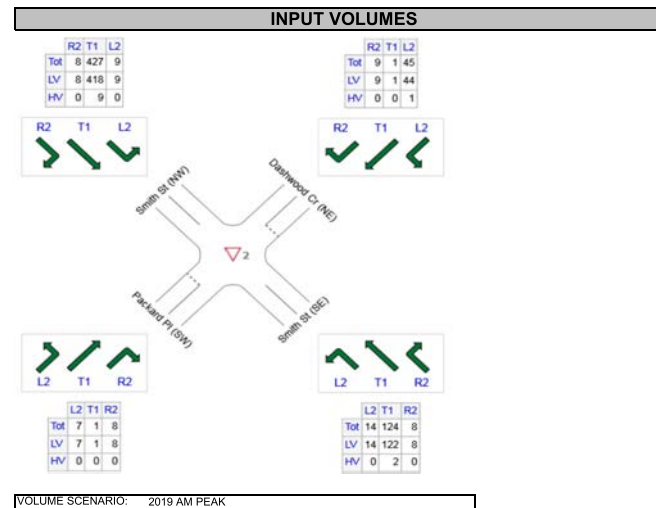 INPUT VOLUMES
R2 T1 L2
Tot 8 427 9
LV 8 418 9
HV 0 9 0
R2 T1 L2
Tot 9 1 45
LV 9 1 44
HV 0 0 1
R2 T1 L2
R2 T1 L2
Smith St (NW)
Dashwood Cr (NE)
2
Packard Pl (SW)
Smith St (SE)
L2 T1 R2
L2 T1 R2
L2 T1 R2
Tot 7 1 8
LV 7 1 8
HV 0 0 0
L2 T1 R2
Tot 14 124 8
LV 14 122 8
HV 0 2 0
VOLUME SCENARIO: 2019 AM PEAK